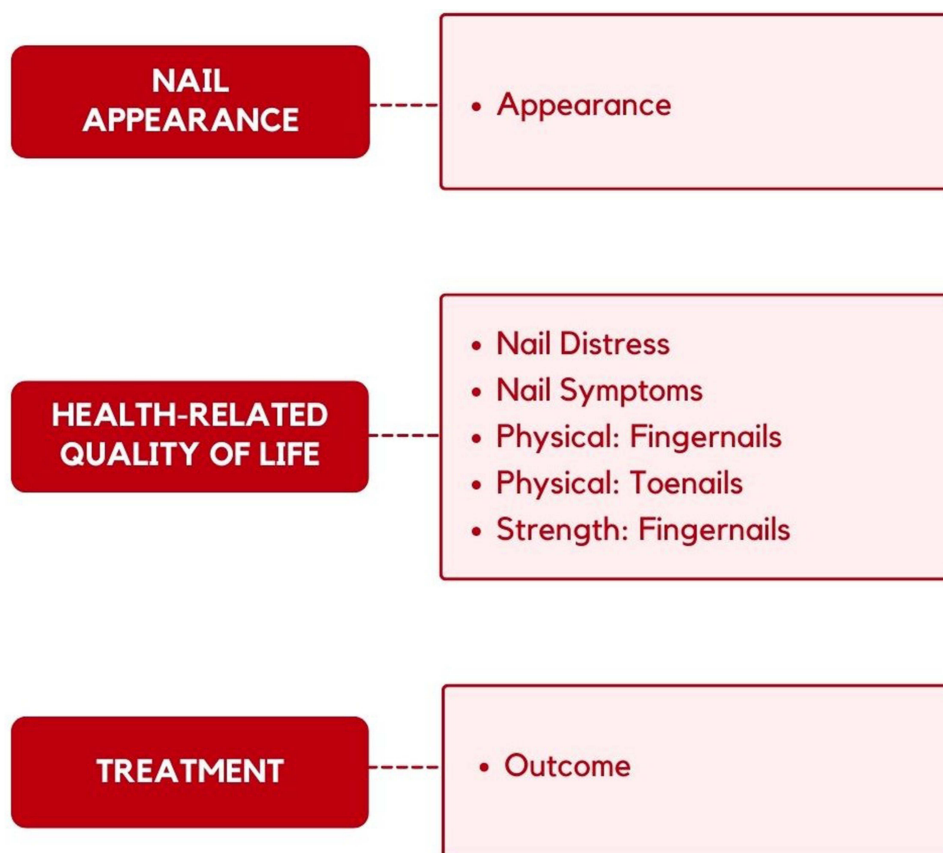 NAIL
APPEARANCE
• Appearance
HEALTH-RELATED
QUALITY OF LIFE
• Nail Distress
• Nail Symptoms
• Physical: Fingernails
• Physical: Toenails
• Strength: Fingernails
TREATMENT
• Outcome